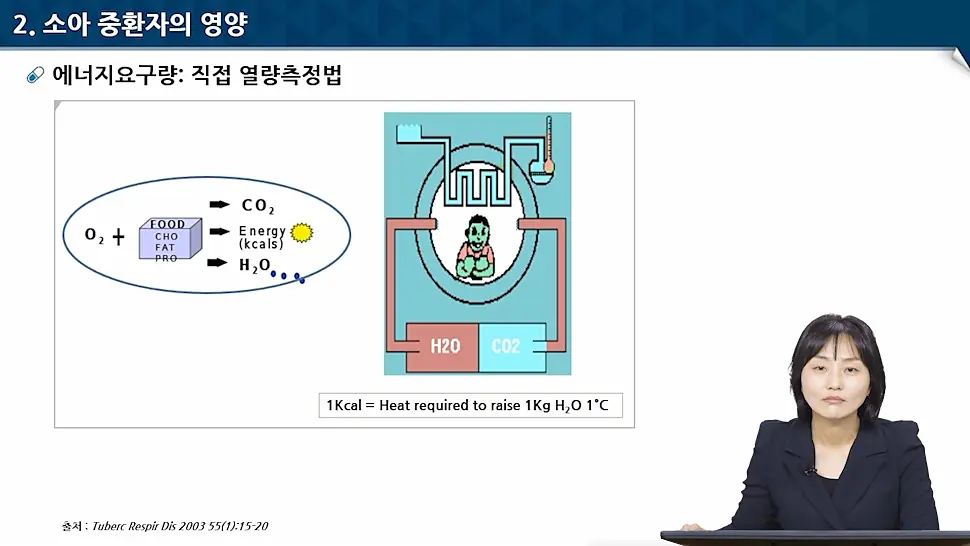 2. 소아 중환자의 영양
에너지요구량: 직접 열량측정법
O2 +
FOOD
CHO
FAT
PRO
CO2
Energy
(kcals)
H2O
H2O
CO2
1Kcal = Heat required to raise 1Kg H2O 1°C
출처 : Tuberc Respir Dis 2003 55(1):15-20